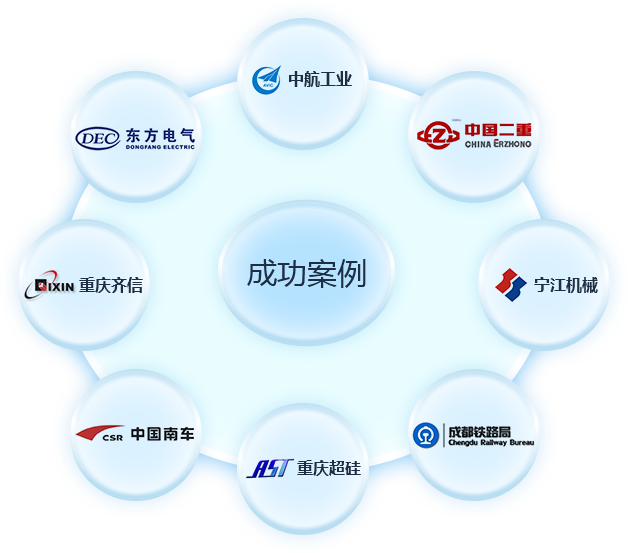 中航工业
DEC 东方电气
DONGFANG ELECTRIC
中国二重
CHINA ERZHONG
成功案例
QIXIN 重庆齐信
宁江机械
CSR 中国南车
成都铁路局
Chengdu Railway Bureau
AST 重庆超硅